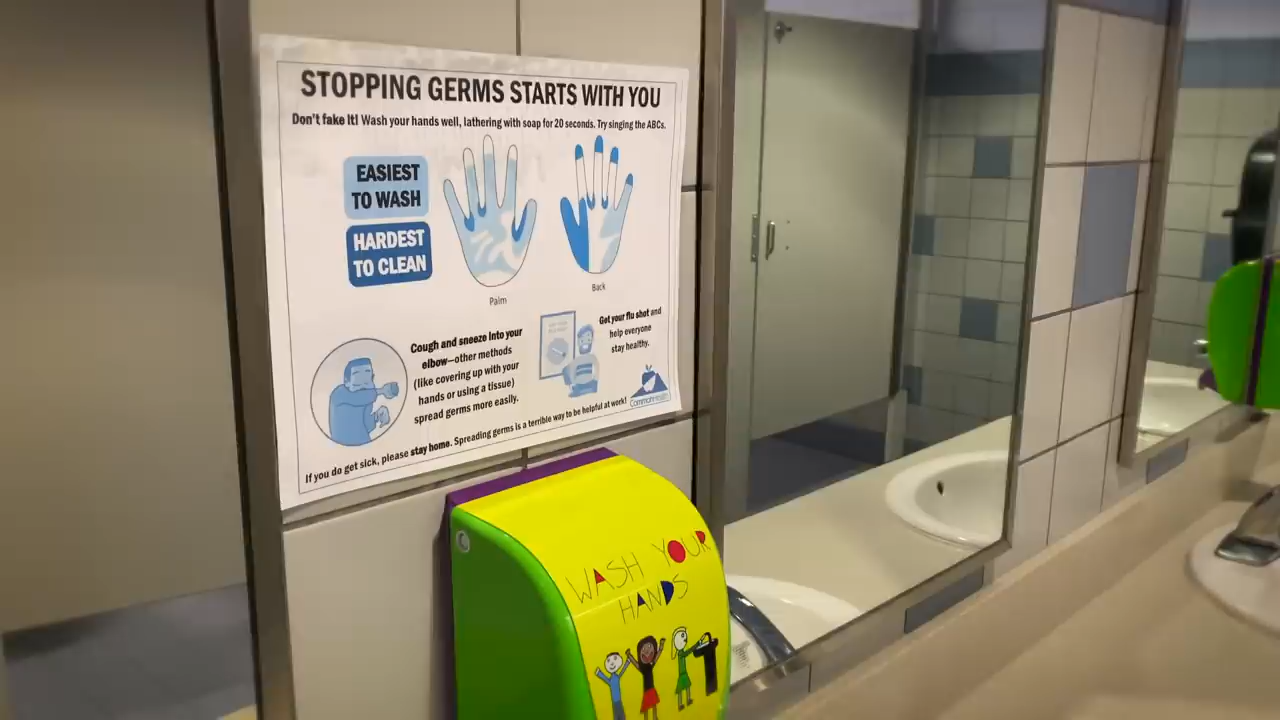 STOPPING GERMS STARTS WITH YOU
Don't fake it! Wash your hands well, lathering with soap for 20 seconds. Try singing the ABCs.
EASIEST
TO WASH
HARDEST
TO CLEAN
Palm
Back
Cough and sneeze into your
elbow—other methods
(like covering up with your
hands or using a tissue)
spread germs more easily.
Get your flu shot and
help everyone
stay healthy.
CommonHealth
If you do get sick, please stay home. Spreading germs is a terrible way to be helpful at work!
WASH YOUR
HANDS